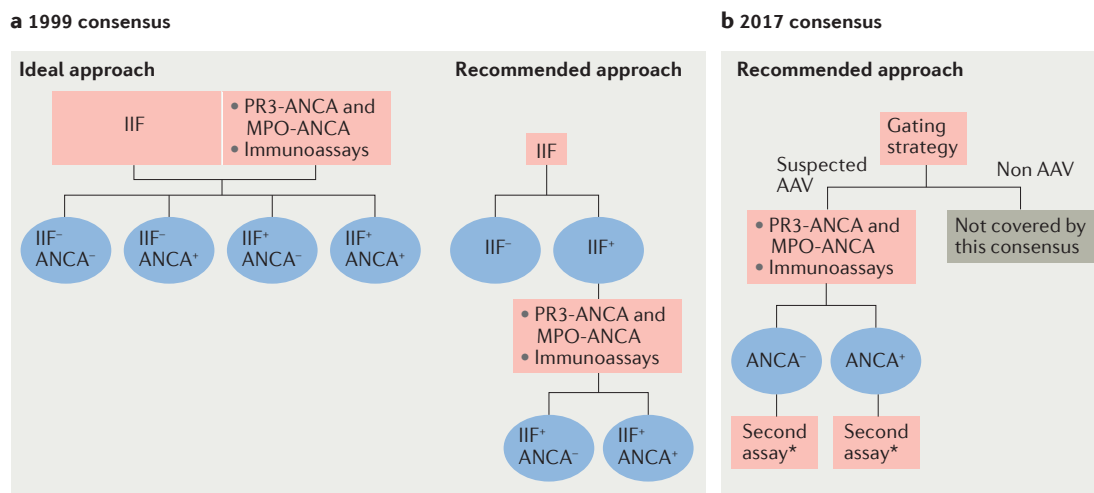 a 1999 consensus
Ideal approach
IIF
• PR3-ANCA and
MPO-ANCA
• Immunoassays
IIF⁻
ANCA⁻
IIF⁻
ANCA⁺
IIF⁺
ANCA⁻
IIF⁺
ANCA⁺
Recommended approach
IIF
IIF⁻
IIF⁺
• PR3-ANCA and
MPO-ANCA
• Immunoassays
IIF⁺
ANCA⁻
IIF⁺
ANCA⁺
b 2017 consensus
Recommended approach
Gating
strategy
Suspected
AAV
Non AAV
• PR3-ANCA and
MPO-ANCA
• Immunoassays
Not covered by
this consensus
ANCA⁻
ANCA⁺
Second
assay*
Second
assay*